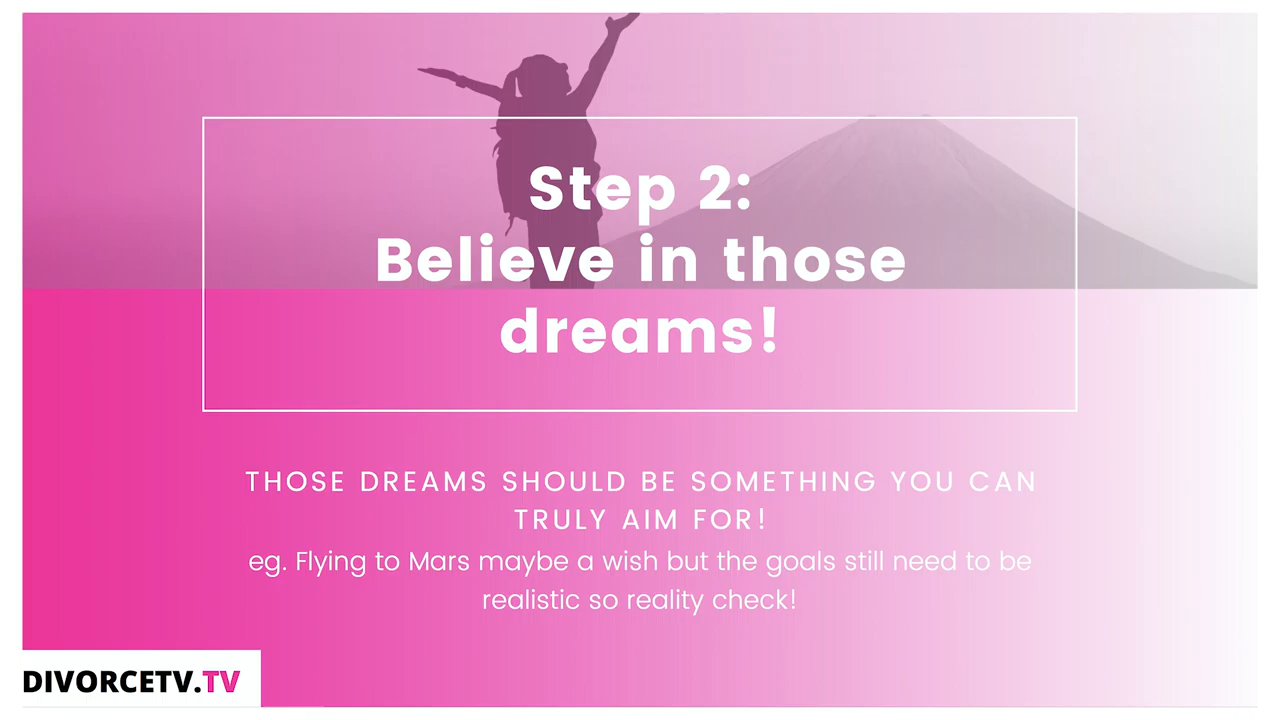 Step 2:
Believe in those
dreams!
THOSE DREAMS SHOULD BE SOMETHING YOU CAN
TRULY AIM FOR!
eg. Flying to Mars maybe a wish but the goals still need to be
realistic so reality check!
DIVORCETV.TV